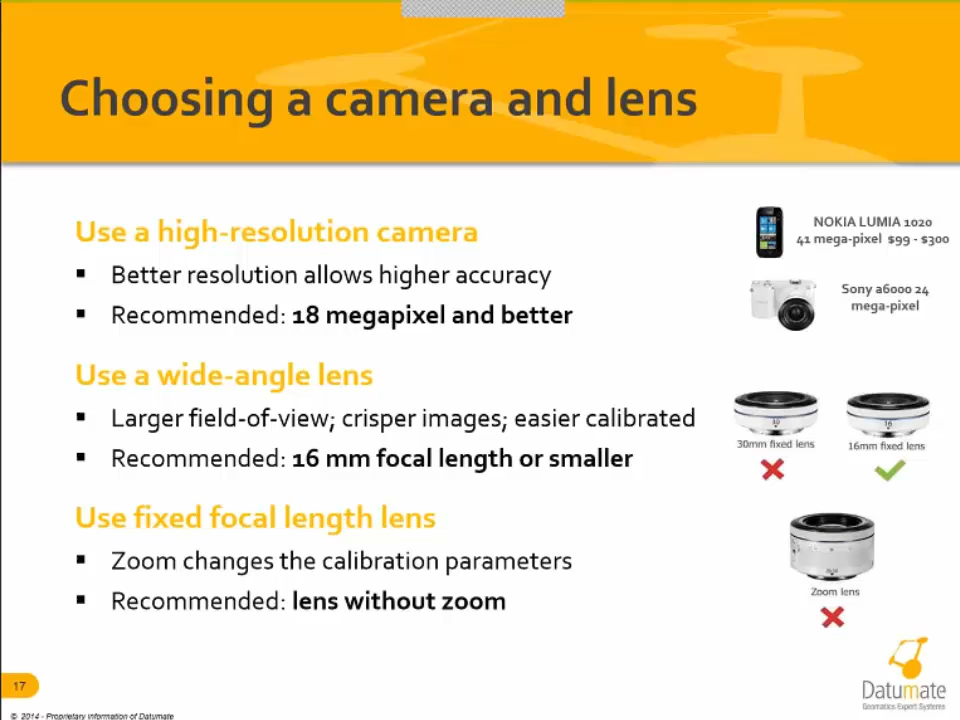 Choosing a camera and lens
Use a high-resolution camera
▪ Better resolution allows higher accuracy
▪ Recommended: 18 megapixel and better
NOKIA LUMIA 1020
41 mega-pixel $99 - $300
Sony a6000 24
mega-pixel
Use a wide-angle lens
▪ Larger field-of-view; crisper images; easier calibrated
▪ Recommended: 16 mm focal length or smaller
30
30mm fixed lens
16
16mm fixed lens
Use fixed focal length lens
▪ Zoom changes the calibration parameters
▪ Recommended: lens without zoom
Zoom lens
17
Datumate
Geomatics Expert Systems
© 2014 - Proprietary information of Datumate